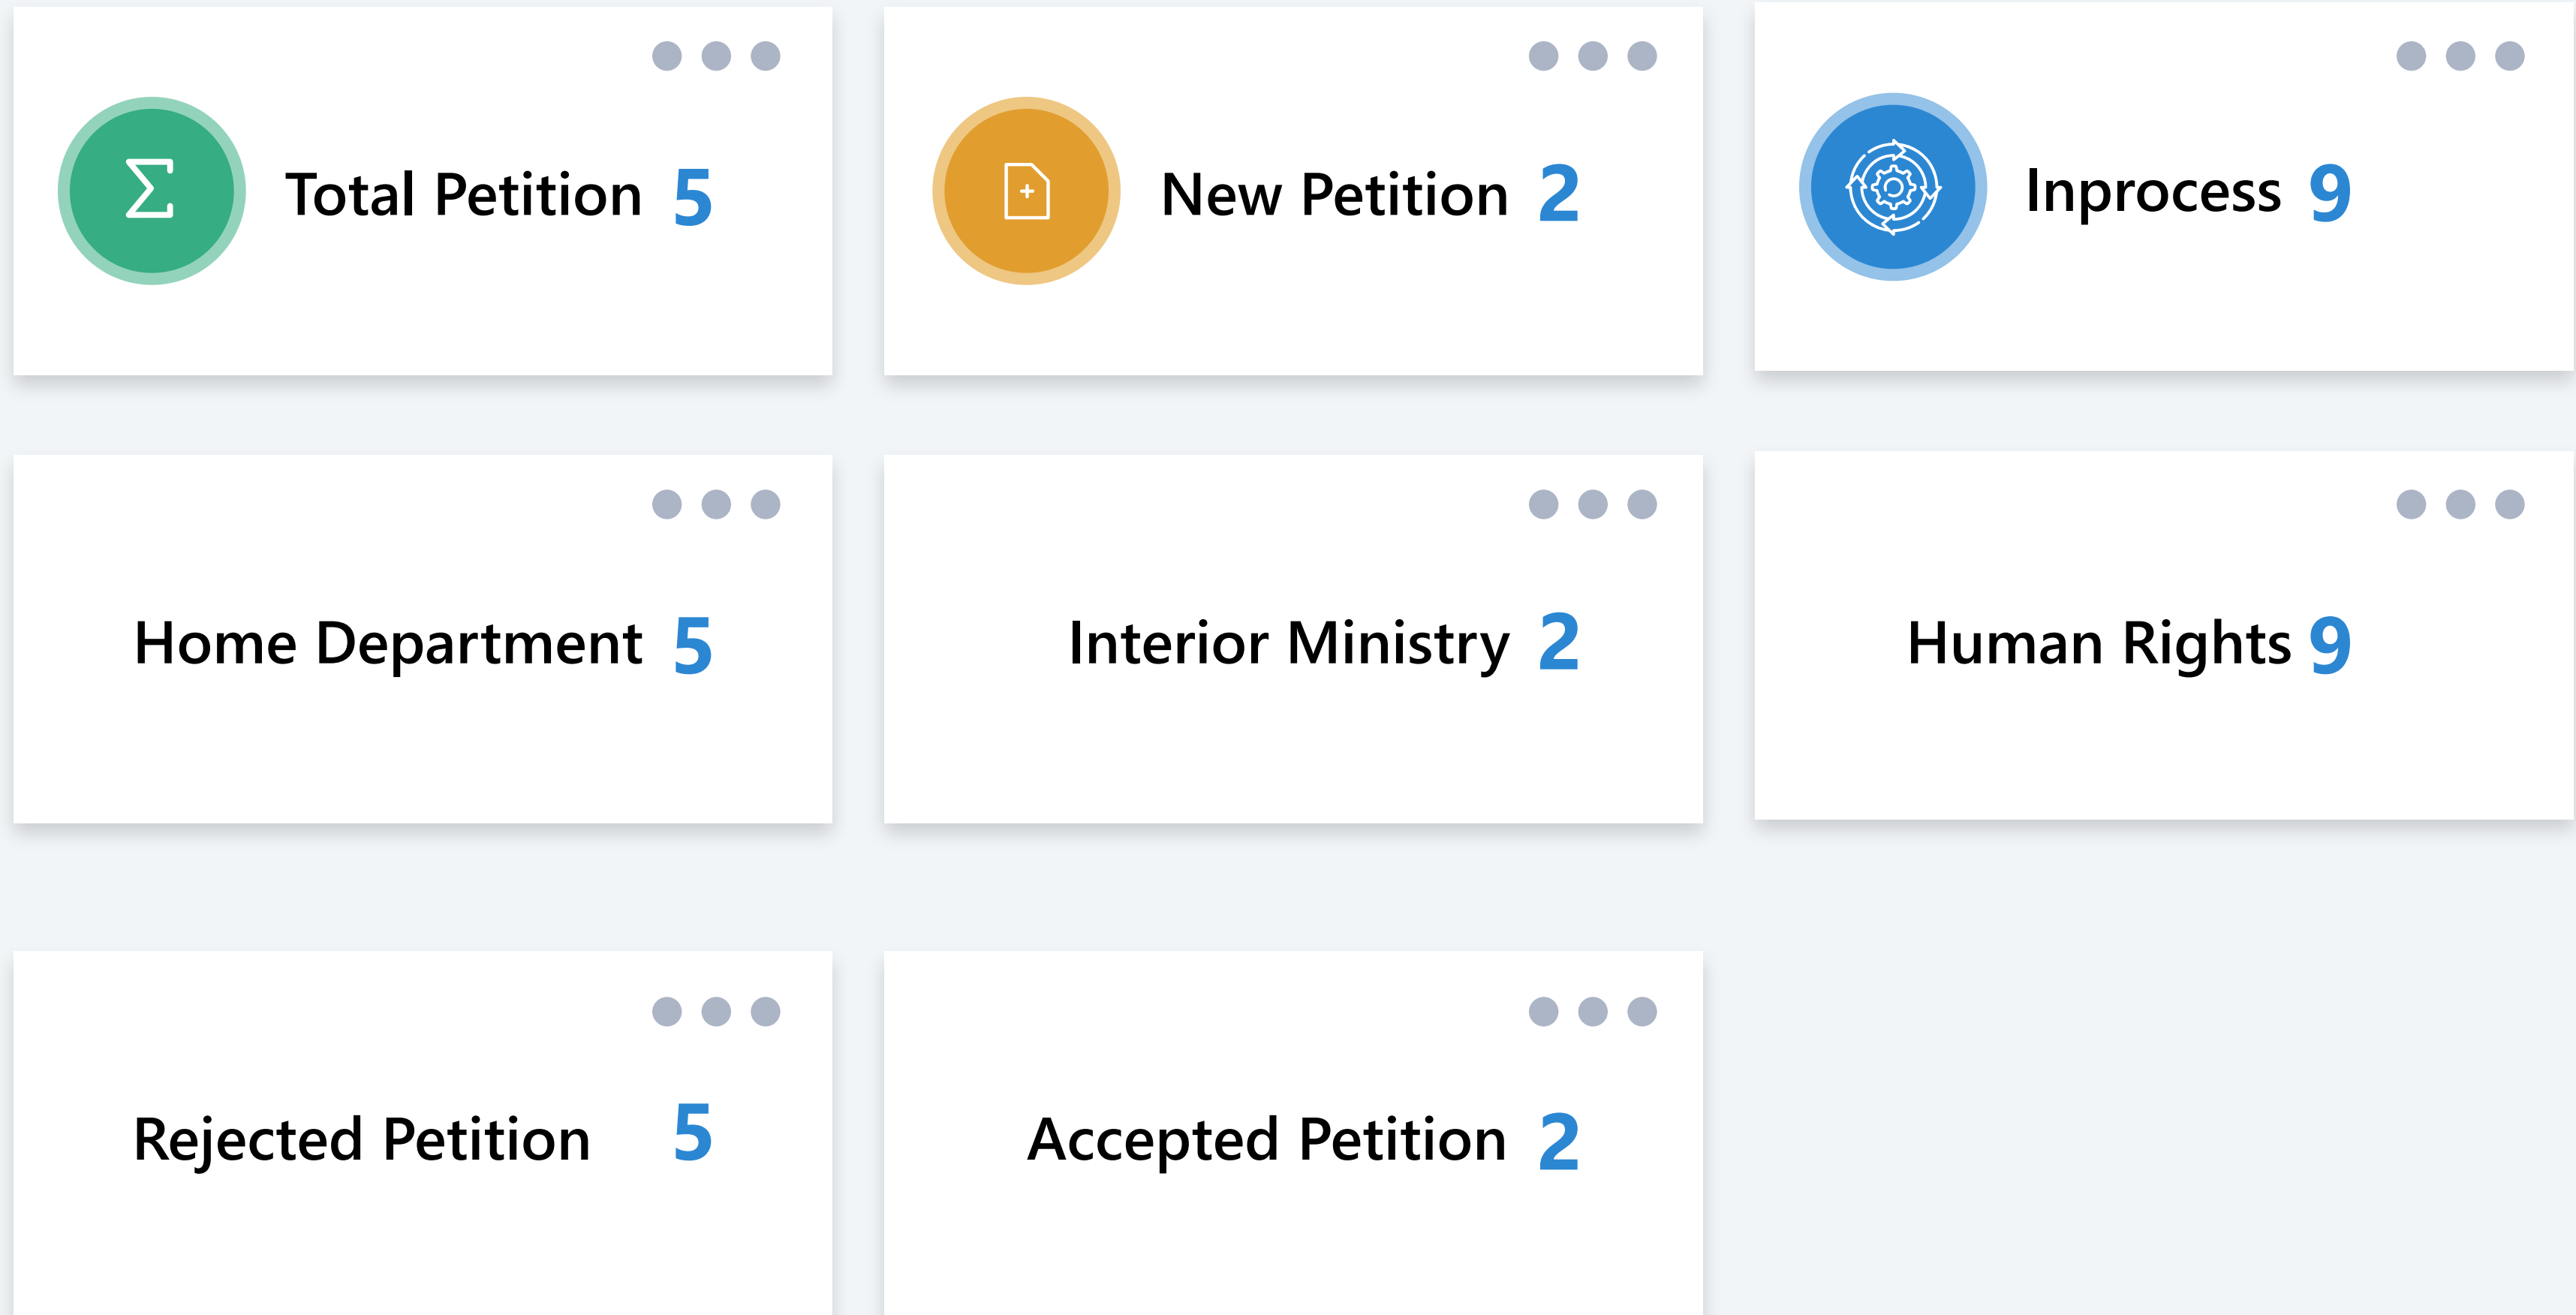 Total Petition 5
New Petition 2
Inprocess 9
Home Department 5
Interior Ministry 2
Human Rights 9
Rejected Petition 5
Accepted Petition 2